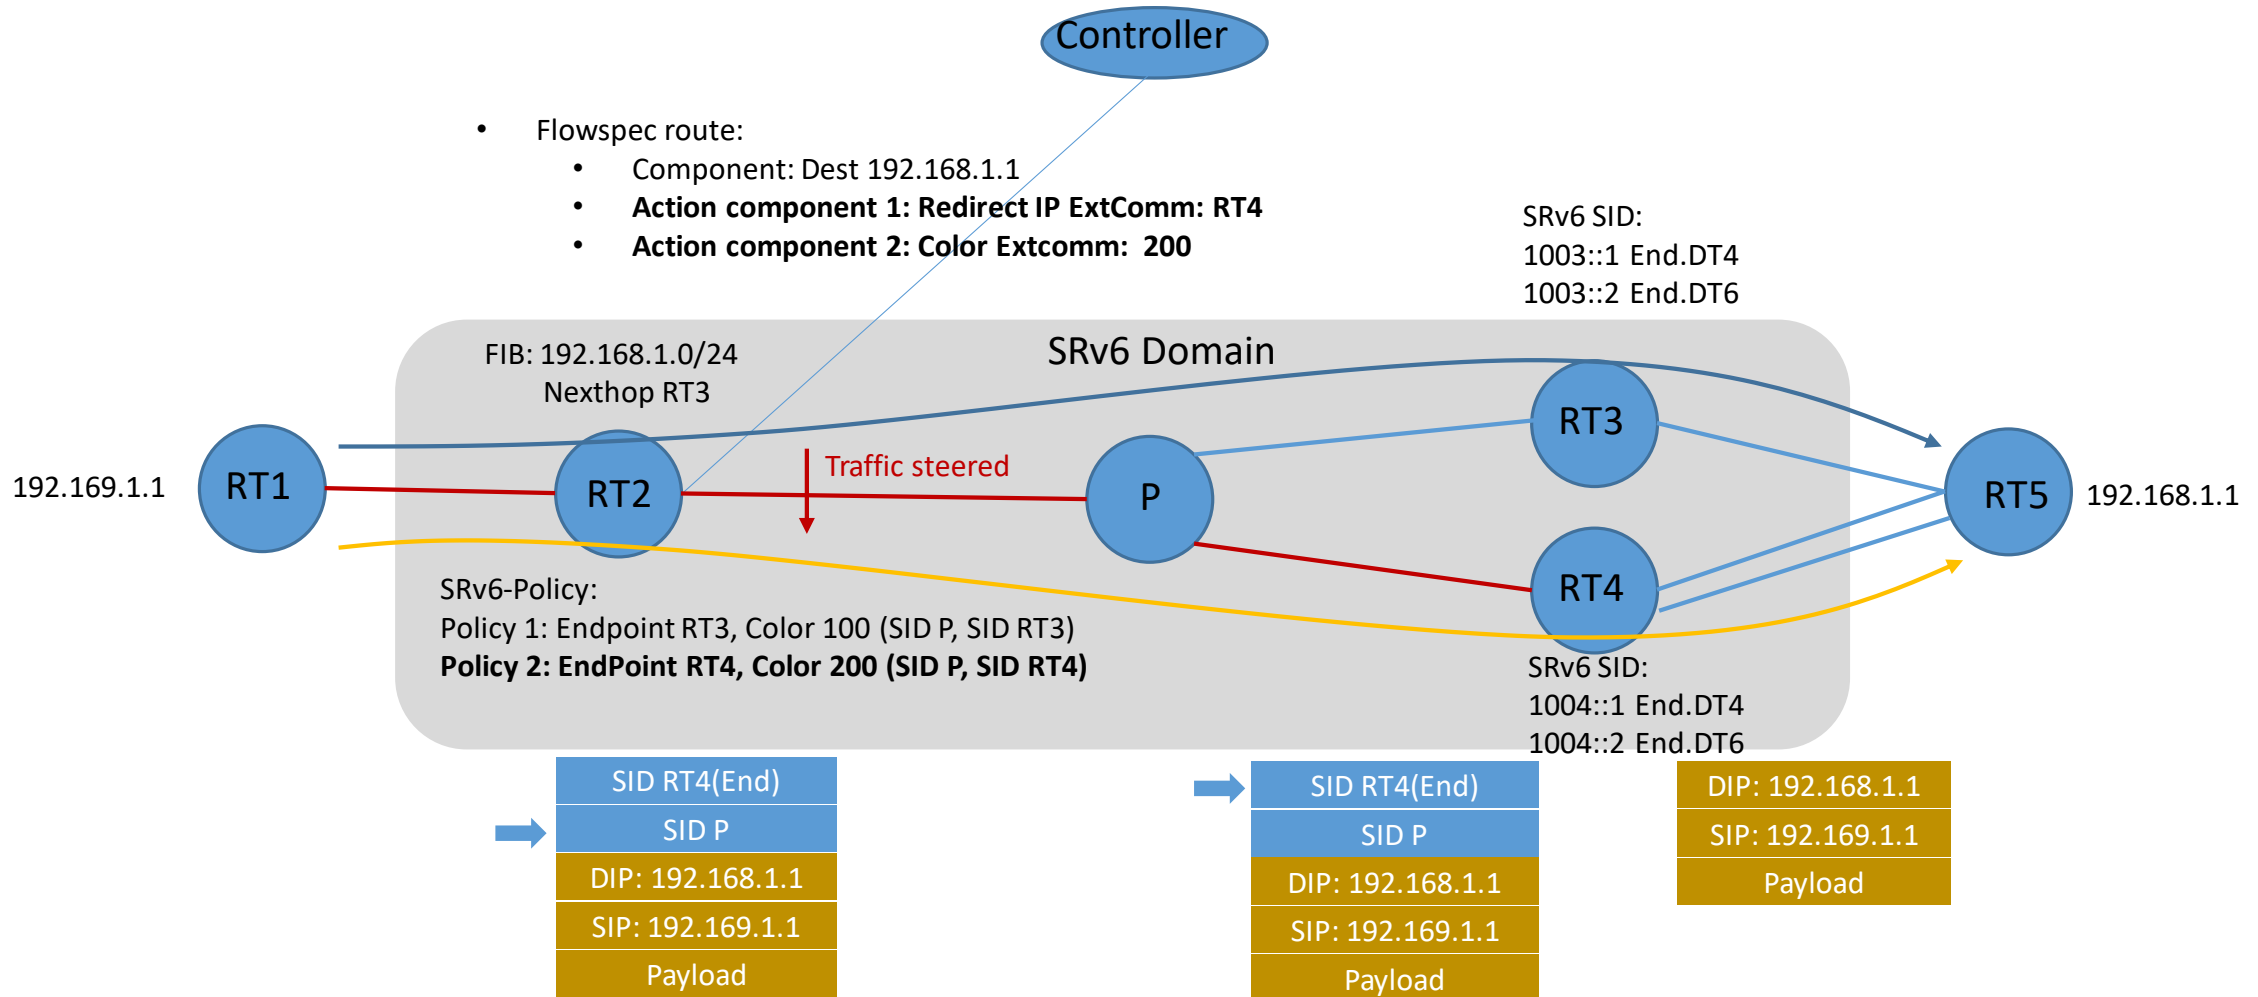 Controller
• Flowspec route:
• Component: Dest 192.168.1.1
• Action component 1: Redirect IP ExtComm: RT4
• Action component 2: Color Extcomm: 200
SRv6 SID:
1003::1 End.DT4
1003::2 End.DT6
SRv6 Domain
FIB: 192.168.1.0/24
Nexthop RT3
192.169.1.1
RT1
RT2
Traffic steered
P
RT3
RT4
RT5
192.168.1.1
SRv6-Policy:
Policy 1: Endpoint RT3, Color 100 (SID P, SID RT3)
Policy 2: EndPoint RT4, Color 200 (SID P, SID RT4)
SRv6 SID:
1004::1 End.DT4
1004::2 End.DT6
SID RT4(End)
SID P
DIP: 192.168.1.1
SIP: 192.169.1.1
Payload
SID RT4(End)
SID P
DIP: 192.168.1.1
SIP: 192.169.1.1
Payload
DIP: 192.168.1.1
SIP: 192.169.1.1
Payload